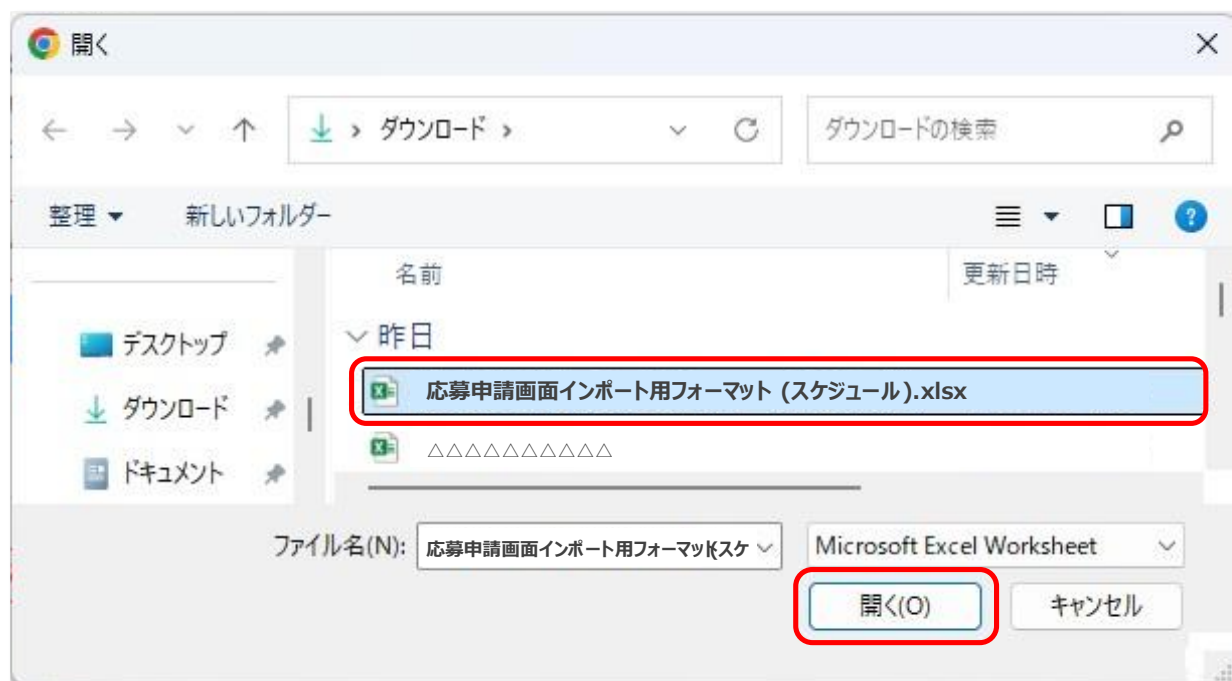 開く
ダウンロード
ダウンロードの検索
整理
新しいフォルダー
名前
更新日時
昨日
デスクトップ
応募申請画面インポート用フォーマット (スケジュール).xlsx
ダウンロード
△△△△△△△△△△
ドキュメント
ファイル名(N):
応募申請画面インポート用フォーマット(スケ
Microsoft Excel Worksheet
開く(O)
キャンセル